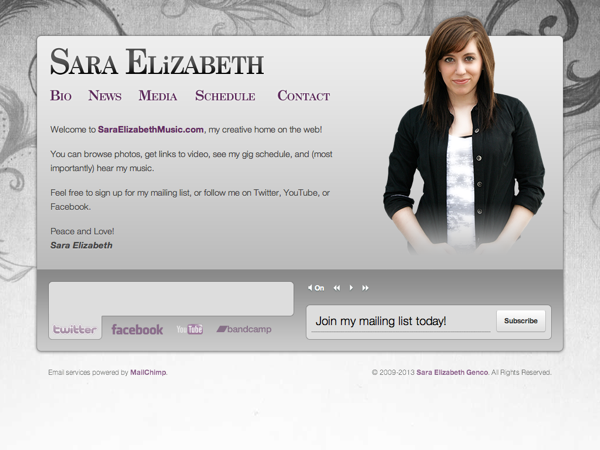 Sara Elizabeth
Bio News Media Schedule Contact
Welcome to SaraElizabethMusic.com, my creative home on the web!
You can browse photos, get links to video, see my gig schedule, and (most
importantly) hear my music.
Feel free to sign up for my mailing list, or follow me on Twitter, YouTube, or
Facebook.
Peace and Love!
Sara Elizabeth
On
Join my mailing list today! Subscribe
twitter facebook YouTube bandcamp
Email services powered by MailChimp. © 2009-2013 Sara Elizabeth Genco. All Rights Reserved.